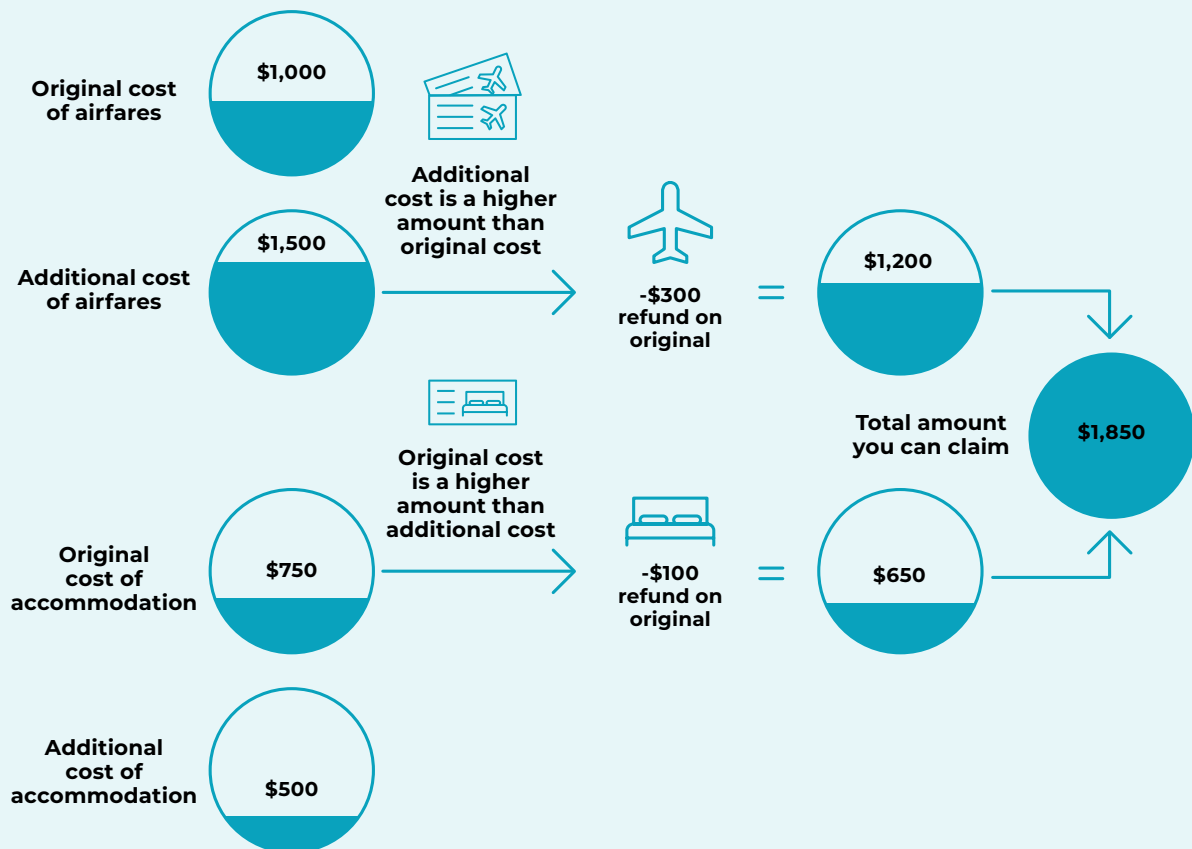 $1,000
Original cost
of airfares
Additional
cost is a higher
amount than
original cost
$1,500
Additional cost
of airfares
-$300
refund on
original
=
$1,200
Original cost
is a higher
amount than
additional cost
Total amount
you can claim
$1,850
Original
cost of
accommodation
$750
-$100
refund on
original
=
$650
Additional
cost of
accommodation
$500